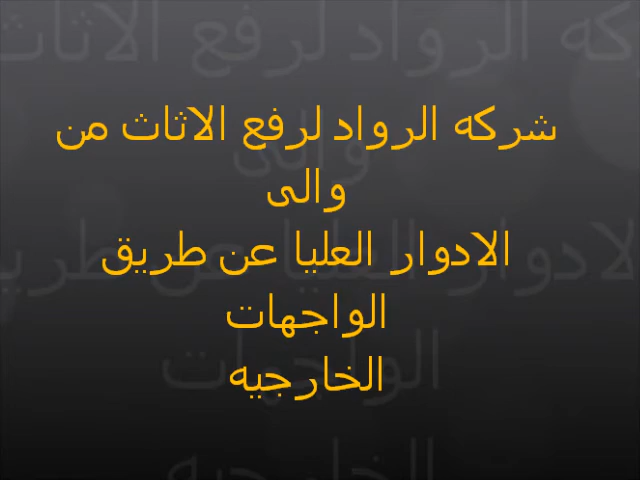 شركه الرواد لرفع الاثاث من
والى
الادوار العليا عن طريق
الواجهات
الخارجيه